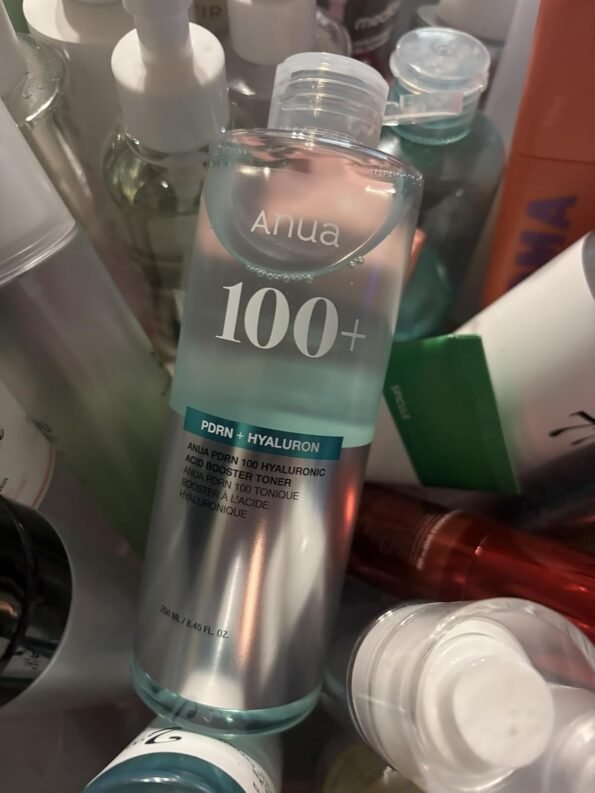 Anua
100+
PDRN + HYALURON
ANUA PDRN 100 HYALURONIC
ACID BOOSTER TONER
ANUA PDRN 100 TONIQUE
BOOSTER À L'ACIDE
HYALURONIQUE
250 ML / 8.45 FL. OZ.